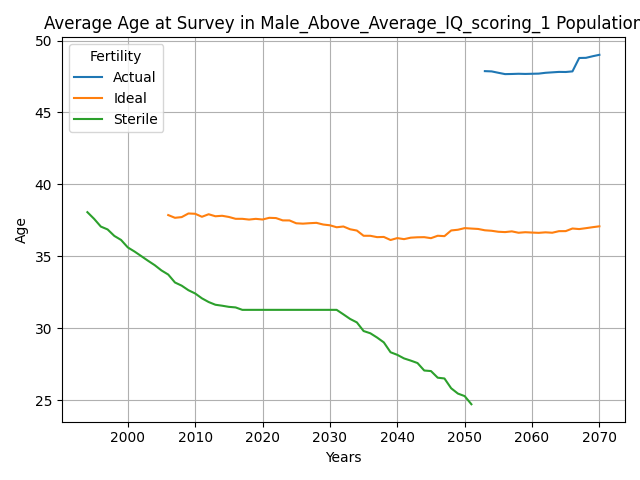 Average Age at Survey in Male_Above_Average_IQ_scoring_1 Population
Fertility
Actual
Ideal
Sterile
50
45
40
35
30
25
Age
2000
2010
2020
2030
2040
2050
2060
2070
Years